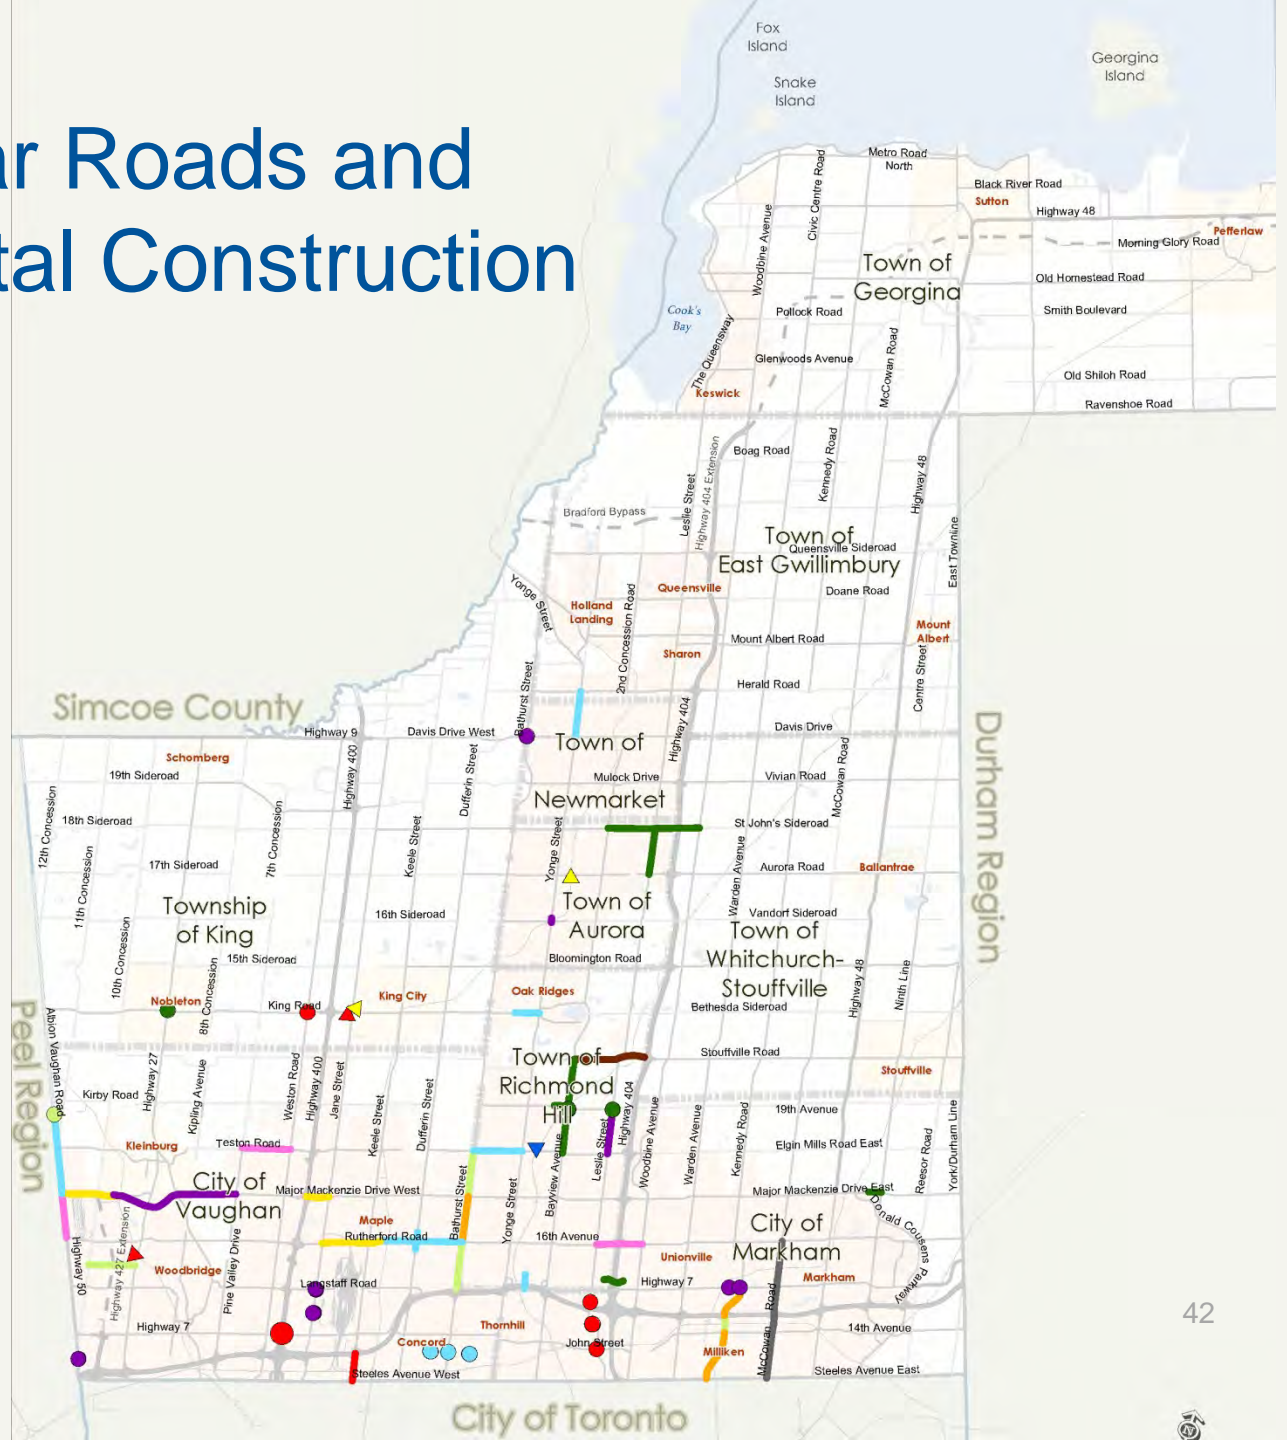 ar Roads and
tal Construction
Fox
Island
Snake
Island
Georgina
Island
Metro Road
North
Civic Centre Road
Woodbine Avenue
Black River Road
Sutton
Highway 48
Pefferlaw
Morning Glory Road
Town of
Georgina
Old Homestead Road
Cook's
Bay
Pollock Road
Smith Boulevard
The Queensway
Glenwoods Avenue
McCowan Road
Old Shiloh Road
Keswick
Ravenshoe Road
Boag Road
Kennedy Road
Highway 48
Leslie Street
Highway 404 Extension
Bradford Bypass
Town of
Queensville Sideroad
East Gwillimbury
East Townline
Yonge Street
Queensville
Doane Road
Holland
Landing
2nd Concession Road
Mount
Albert
Mount Albert Road
Sharon
Centre Street
Herald Road
Bathurst Street
Simcoe County
Highway 404
Highway 9
Davis Drive West
Davis Drive
Town of
Newmarket
Durham Region
Schomberg
19th Sideroad
Highway 400
Dufferin Street
Mulock Drive
Vivian Road
McCowan Road
12th Concession
18th Sideroad
7th Concession
Keele Street
Yonge Street
St John's Sideroad
17th Sideroad
11th Concession
Warden Avenue
Aurora Road
Ballantrae
Township
of King
16th Sideroad
Town of
Aurora
Vandorf Sideroad
Town of
Whitchurch-
Stouffville
10th Concession
15th Sideroad
8th Concession
Bloomington Road
Highway 48
Ninth Line
Nobleton
King Road
King City
Oak Ridges
Bethesda Sideroad
Peel Region
Albion Vaughan Road
Town of
Richmond
Hill
Stouffville Road
Stouffville
Kirby Road
Highway 27
Kipling Avenue
Weston Road
Highway 400
Jane Street
Keele Street
Dufferin Street
Highway 404
Woodbine Avenue
Warden Avenue
Kennedy Road
19th Avenue
York/Durham Line
Kleinburg
Teston Road
Bayview Avenue
Leslie Street
Elgin Mills Road East
Reesor Road
City of
Vaughan
Major Mackenzie Drive West
Bathurst Street
Yonge Street
Major Mackenzie Drive East
Donald Cousens Parkway
Maple
Rutherford Road
16th Avenue
City of
Markham
Highway 50
Highway 427 Extension
Woodbridge
Pine Valley Drive
Unionville
Langstaff Road
Highway 7
Markham
Highway 7
Thornhill
McCowan Road
14th Avenue
Concord
John Street
Milliken
Steeles Avenue West
Steeles Avenue East
City of Toronto
42
N